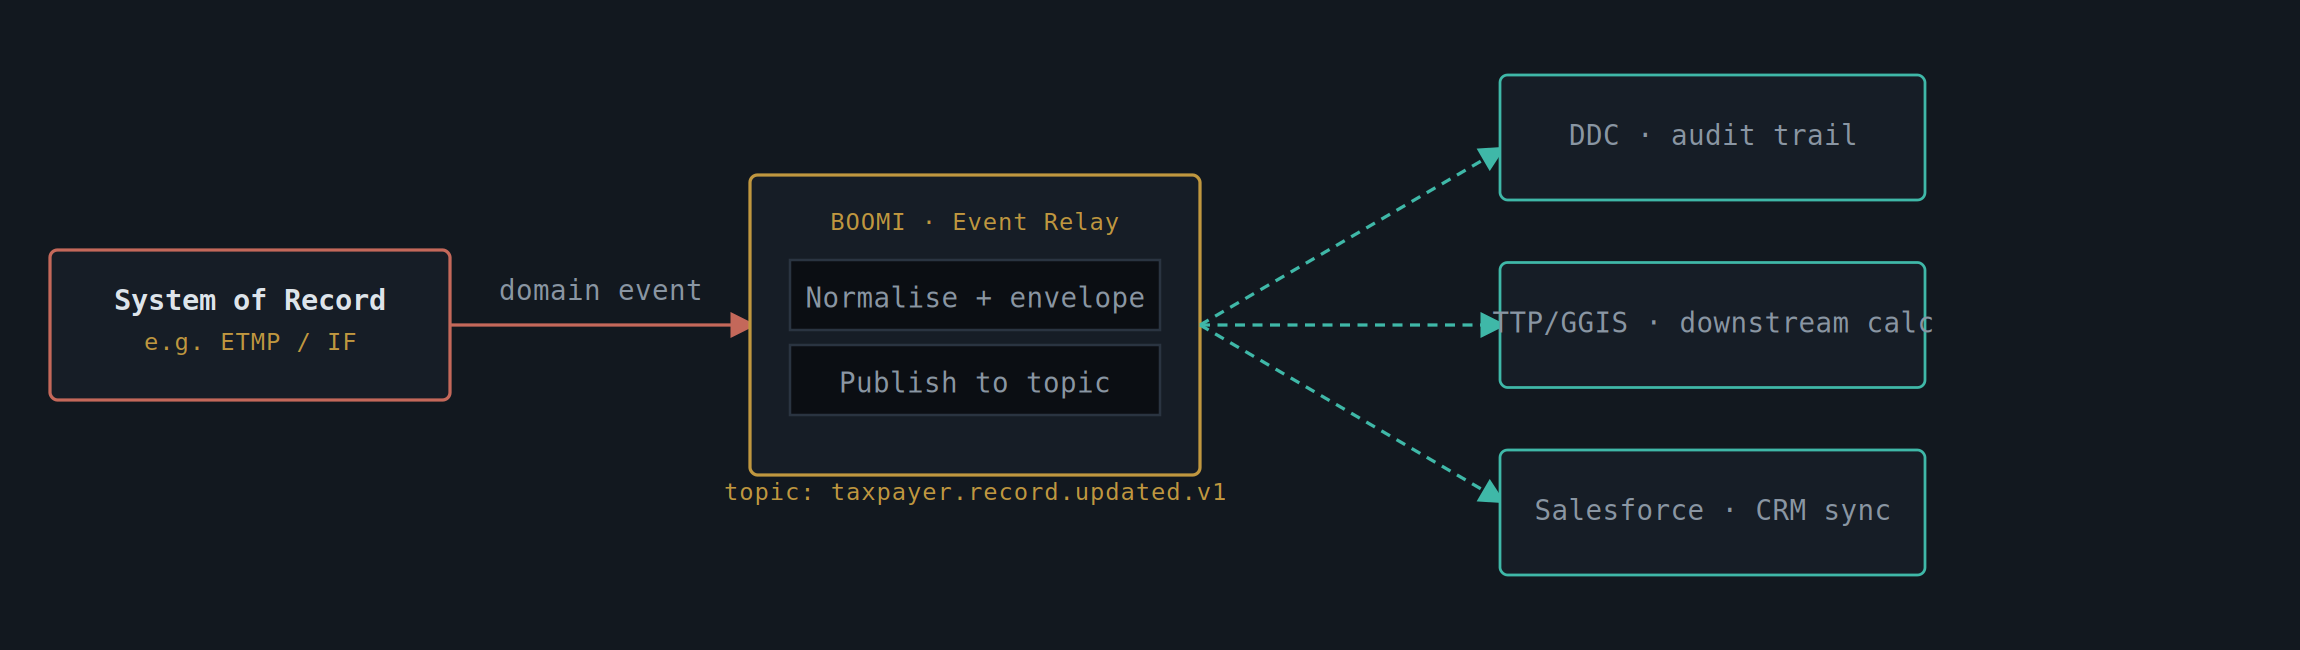 System of Record
e.g. ETMP / IF
domain event
BOOMI · Event Relay
Normalise + envelope
Publish to topic
topic: taxpayer.record.updated.v1
DDC · audit trail
TTP/GGIS · downstream calc
Salesforce · CRM sync